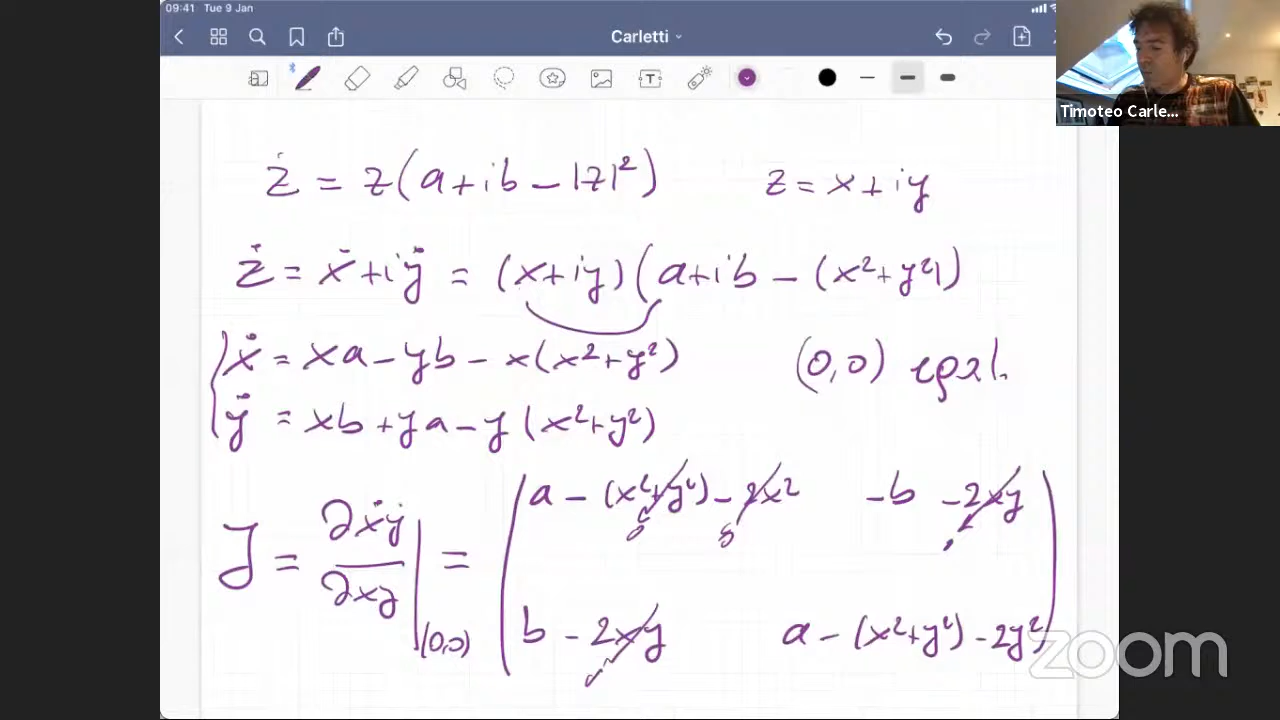 09:41 Tue 9 Jan
Carletti
Timoteo Carle...
ż = z(a+ib−|z|²)    z = x+iy
ż = ẋ+iẏ = (x+iy)(a+ib−(x²+y²))
ẋ = xa−yb−x(x²+y²)    (0,0) equil.
ẏ = xb+ya−y(x²+y²)
J = ∂ẋẏ/∂xy |(0,0) = ( a−(x²+y²)−2x²    −b−2xy
b−2xy    a−(x²+y²)−2y² )
zoom